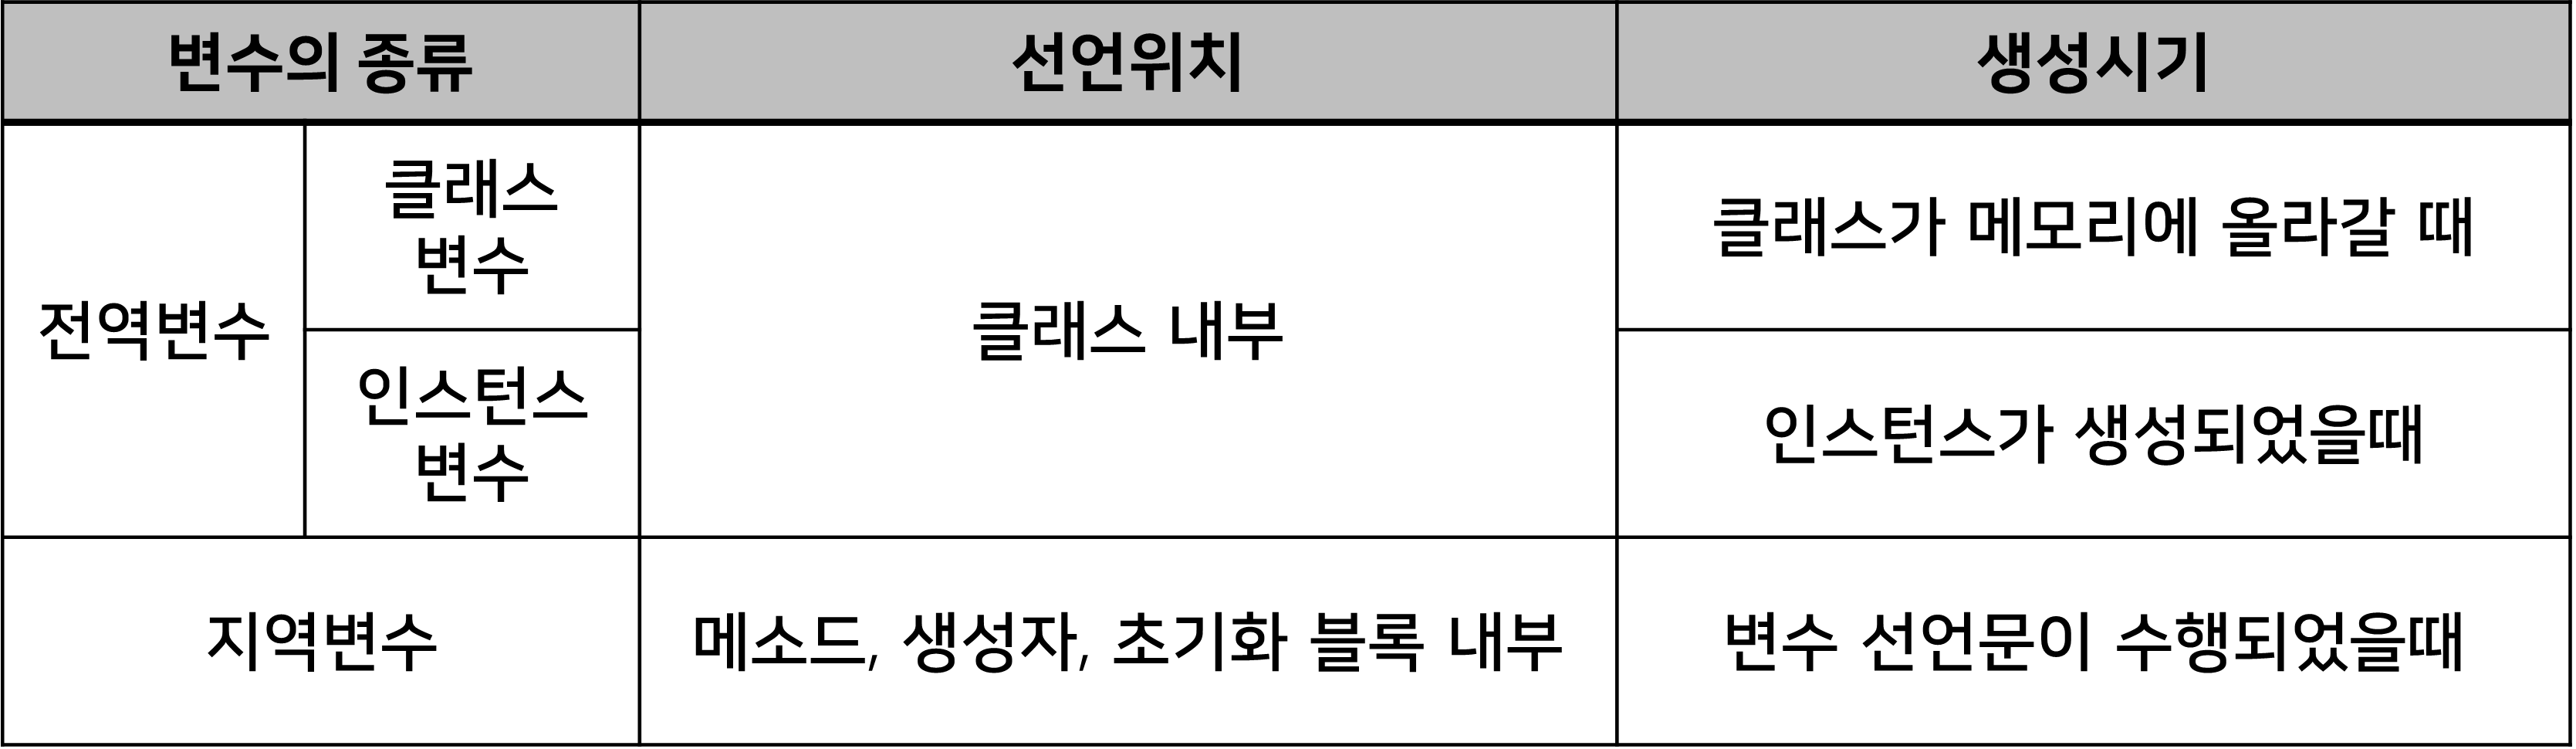 변수의 종류
선언위치
생성시기
전역변수
클래스
변수
클래스 내부
클래스가 메모리에 올라갈 때
인스턴스
변수
인스턴스가 생성되었을때
지역변수
메소드, 생성자, 초기화 블록 내부
변수 선언문이 수행되었을때